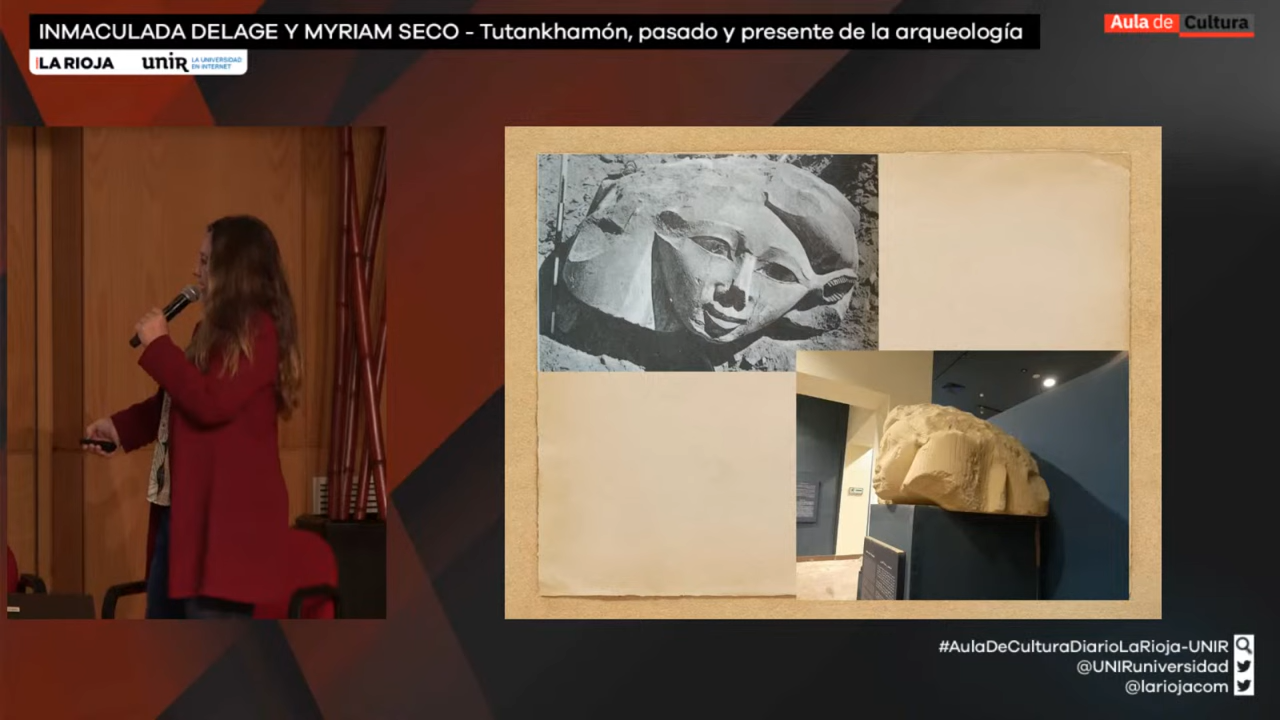 INMACULADA DELAGE Y MYRIAM SECO - Tutankhamón, pasado y presente de la arqueología
Aula de Cultura
LA RIOJA
unir LA UNIVERSIDAD
EN INTERNET
#AulaDeCulturaDiarioLaRioja-UNIR
@UNIRuniversidad
@lariojacom